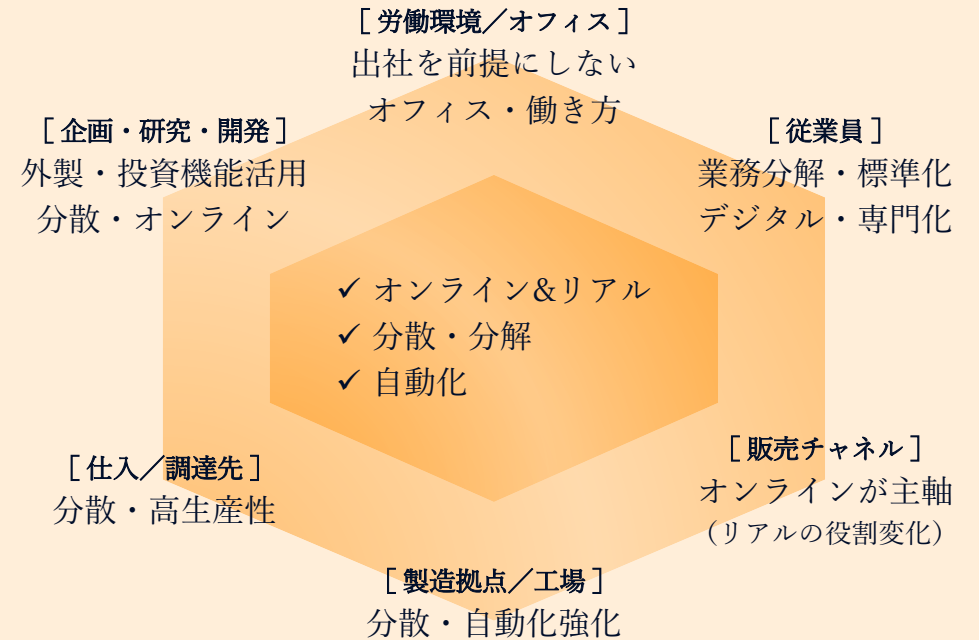 ［ 労働環境／オフィス ］
出社を前提にしない
オフィス・働き方
［ 企画・研究・開発 ］
外製・投資機能活用
分散・オンライン
［ 従業員 ］
業務分解・標準化
デジタル・専門化
✓ オンライン&リアル
✓ 分散・分解
✓ 自動化
［ 仕入／調達先 ］
分散・高生産性
［ 販売チャネル ］
オンラインが主軸
（リアルの役割変化）
［ 製造拠点／工場 ］
分散・自動化強化